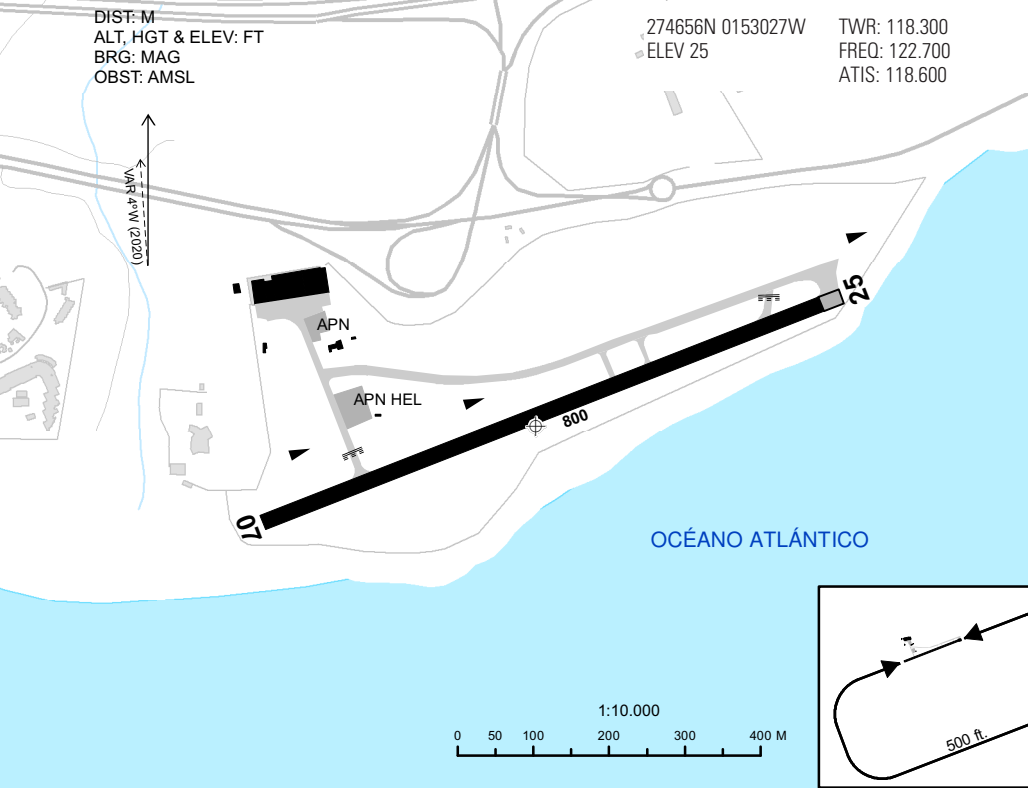 DIST: M
ALT, HGT & ELEV: FT
BRG: MAG
OBST: AMSL
274656N 0153027W
ELEV 25
TWR: 118.300
FREQ: 122.700
ATIS: 118.600
VAR 4°W (2020)
25
APN
APN HEL
800
07
OCÉANO ATLÁNTICO
1:10.000
0 50 100 200 300 400 M
500 ft.